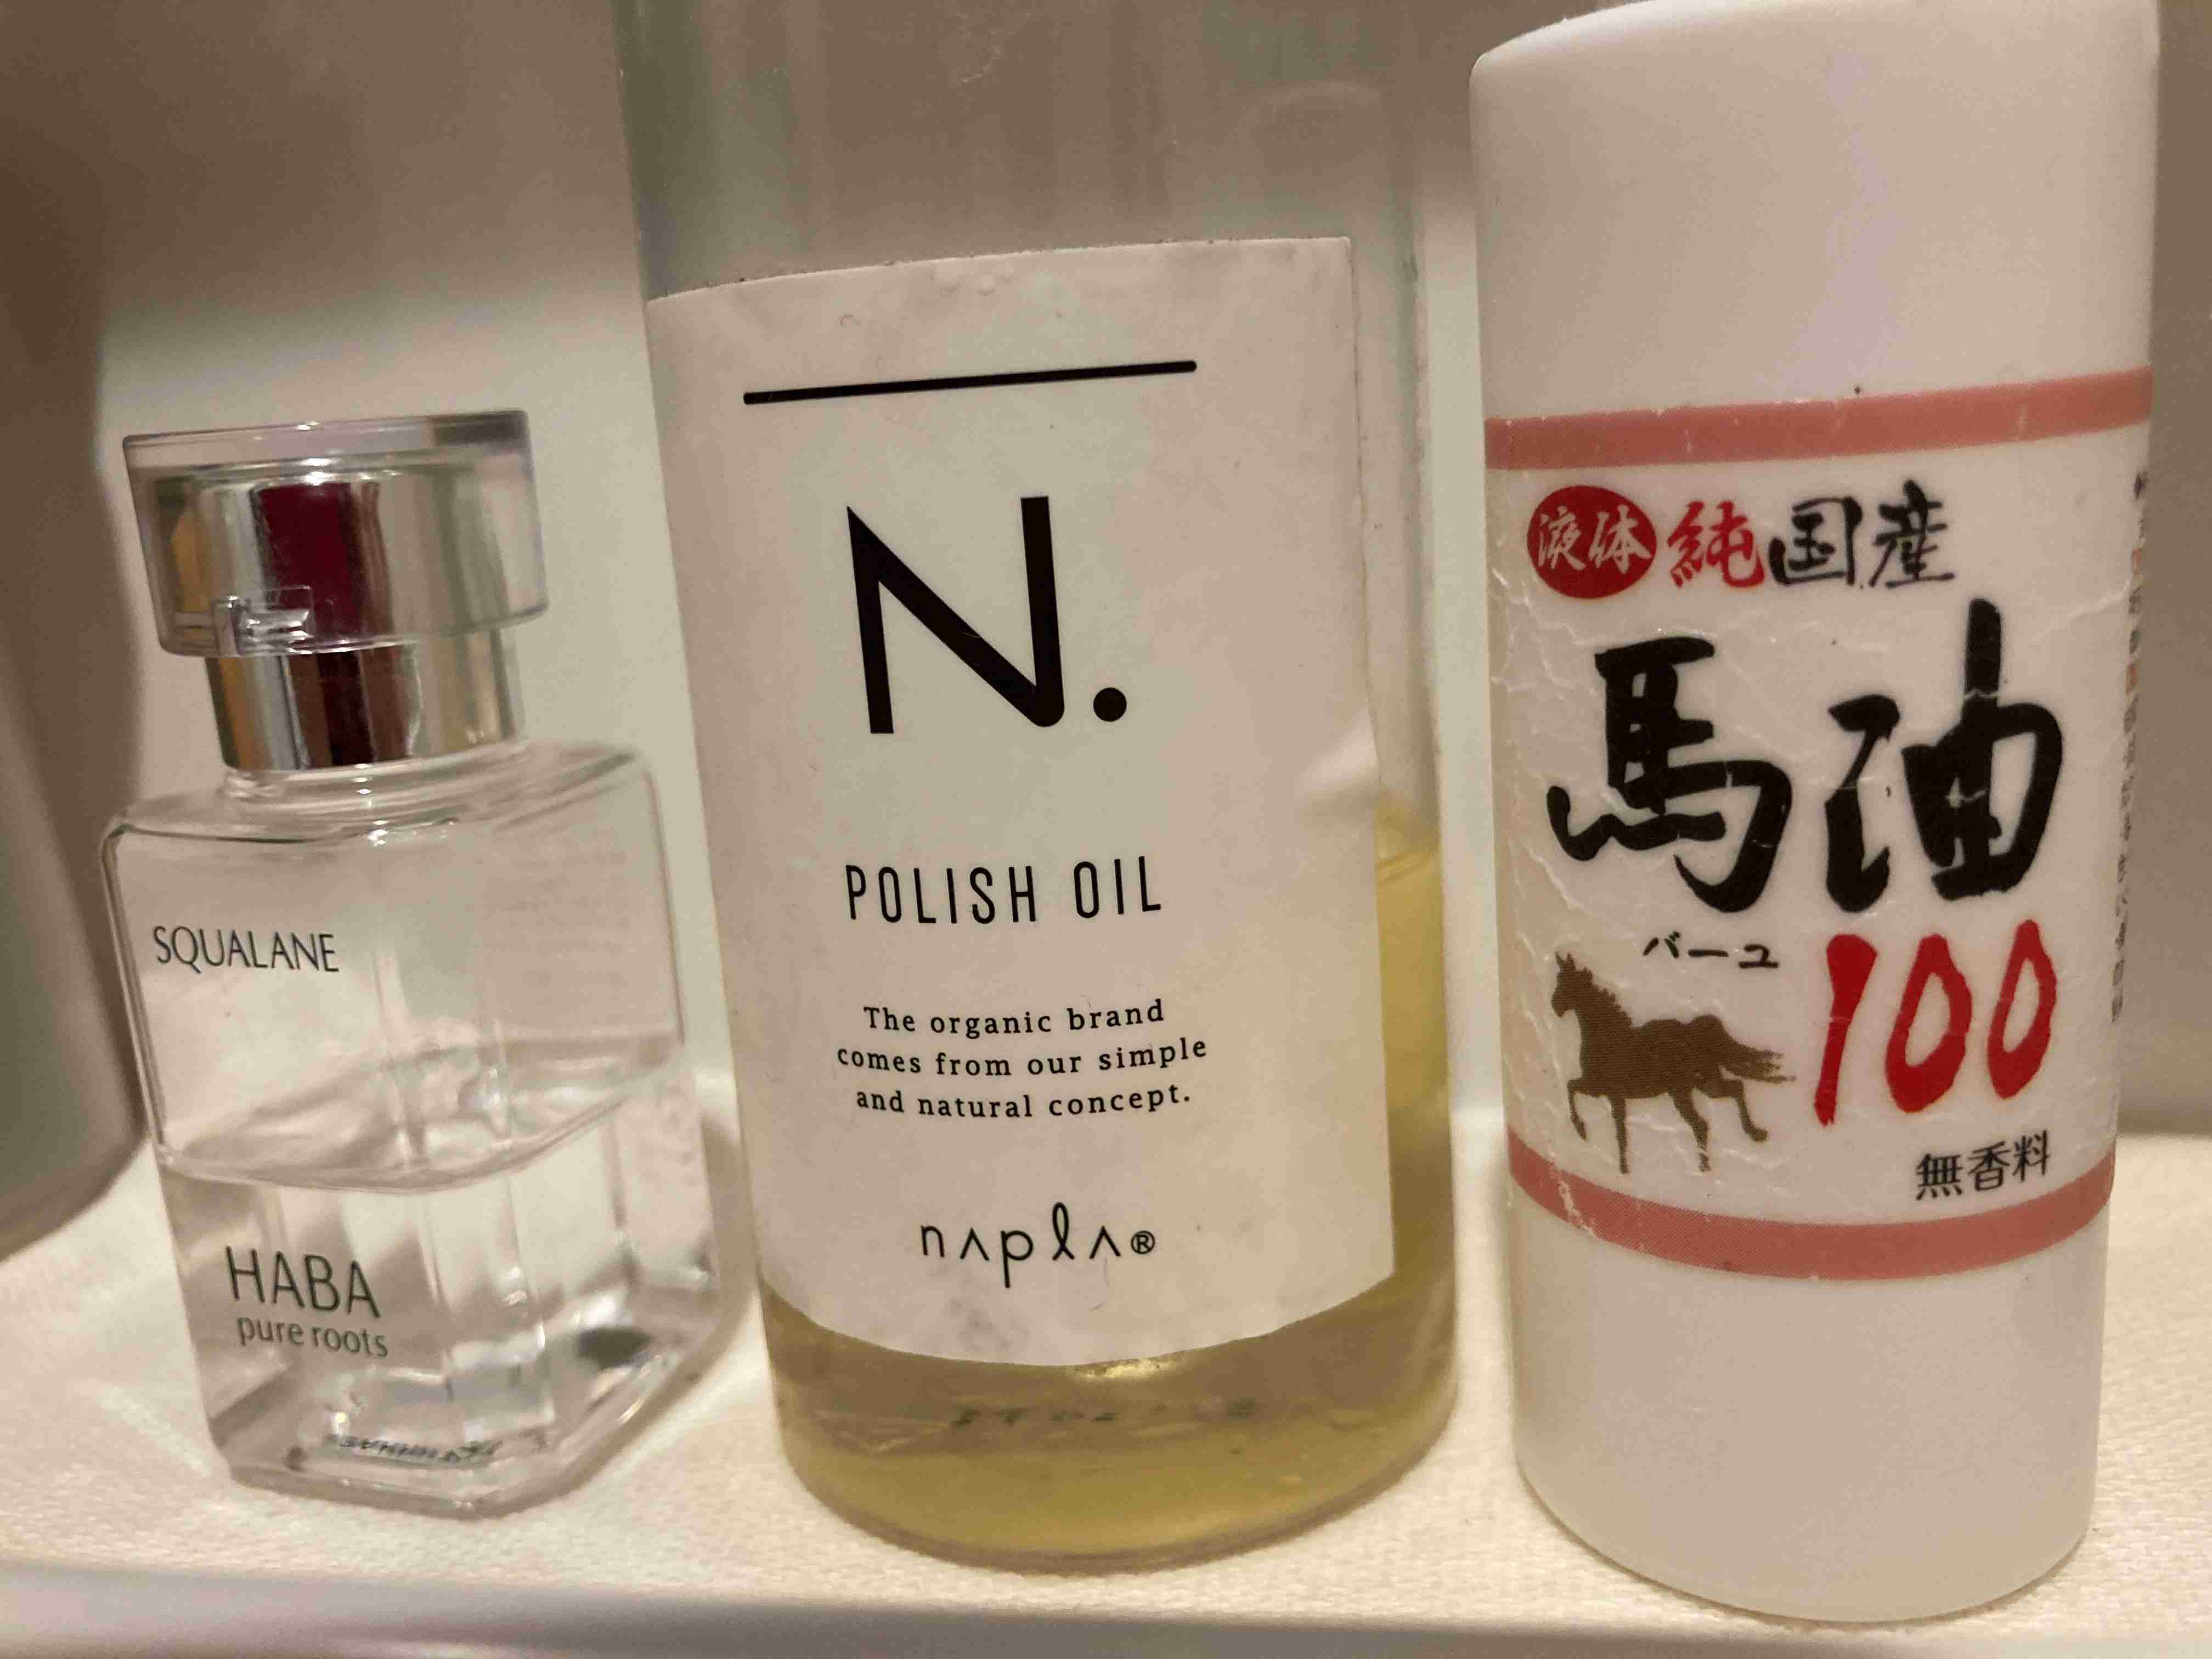 SQUALANE
HABA
pure roots
N.
POLISH OIL
The organic brand
comes from our simple
and natural concept.
napla®
液体 純国産
馬油
バーユ
100
無香料